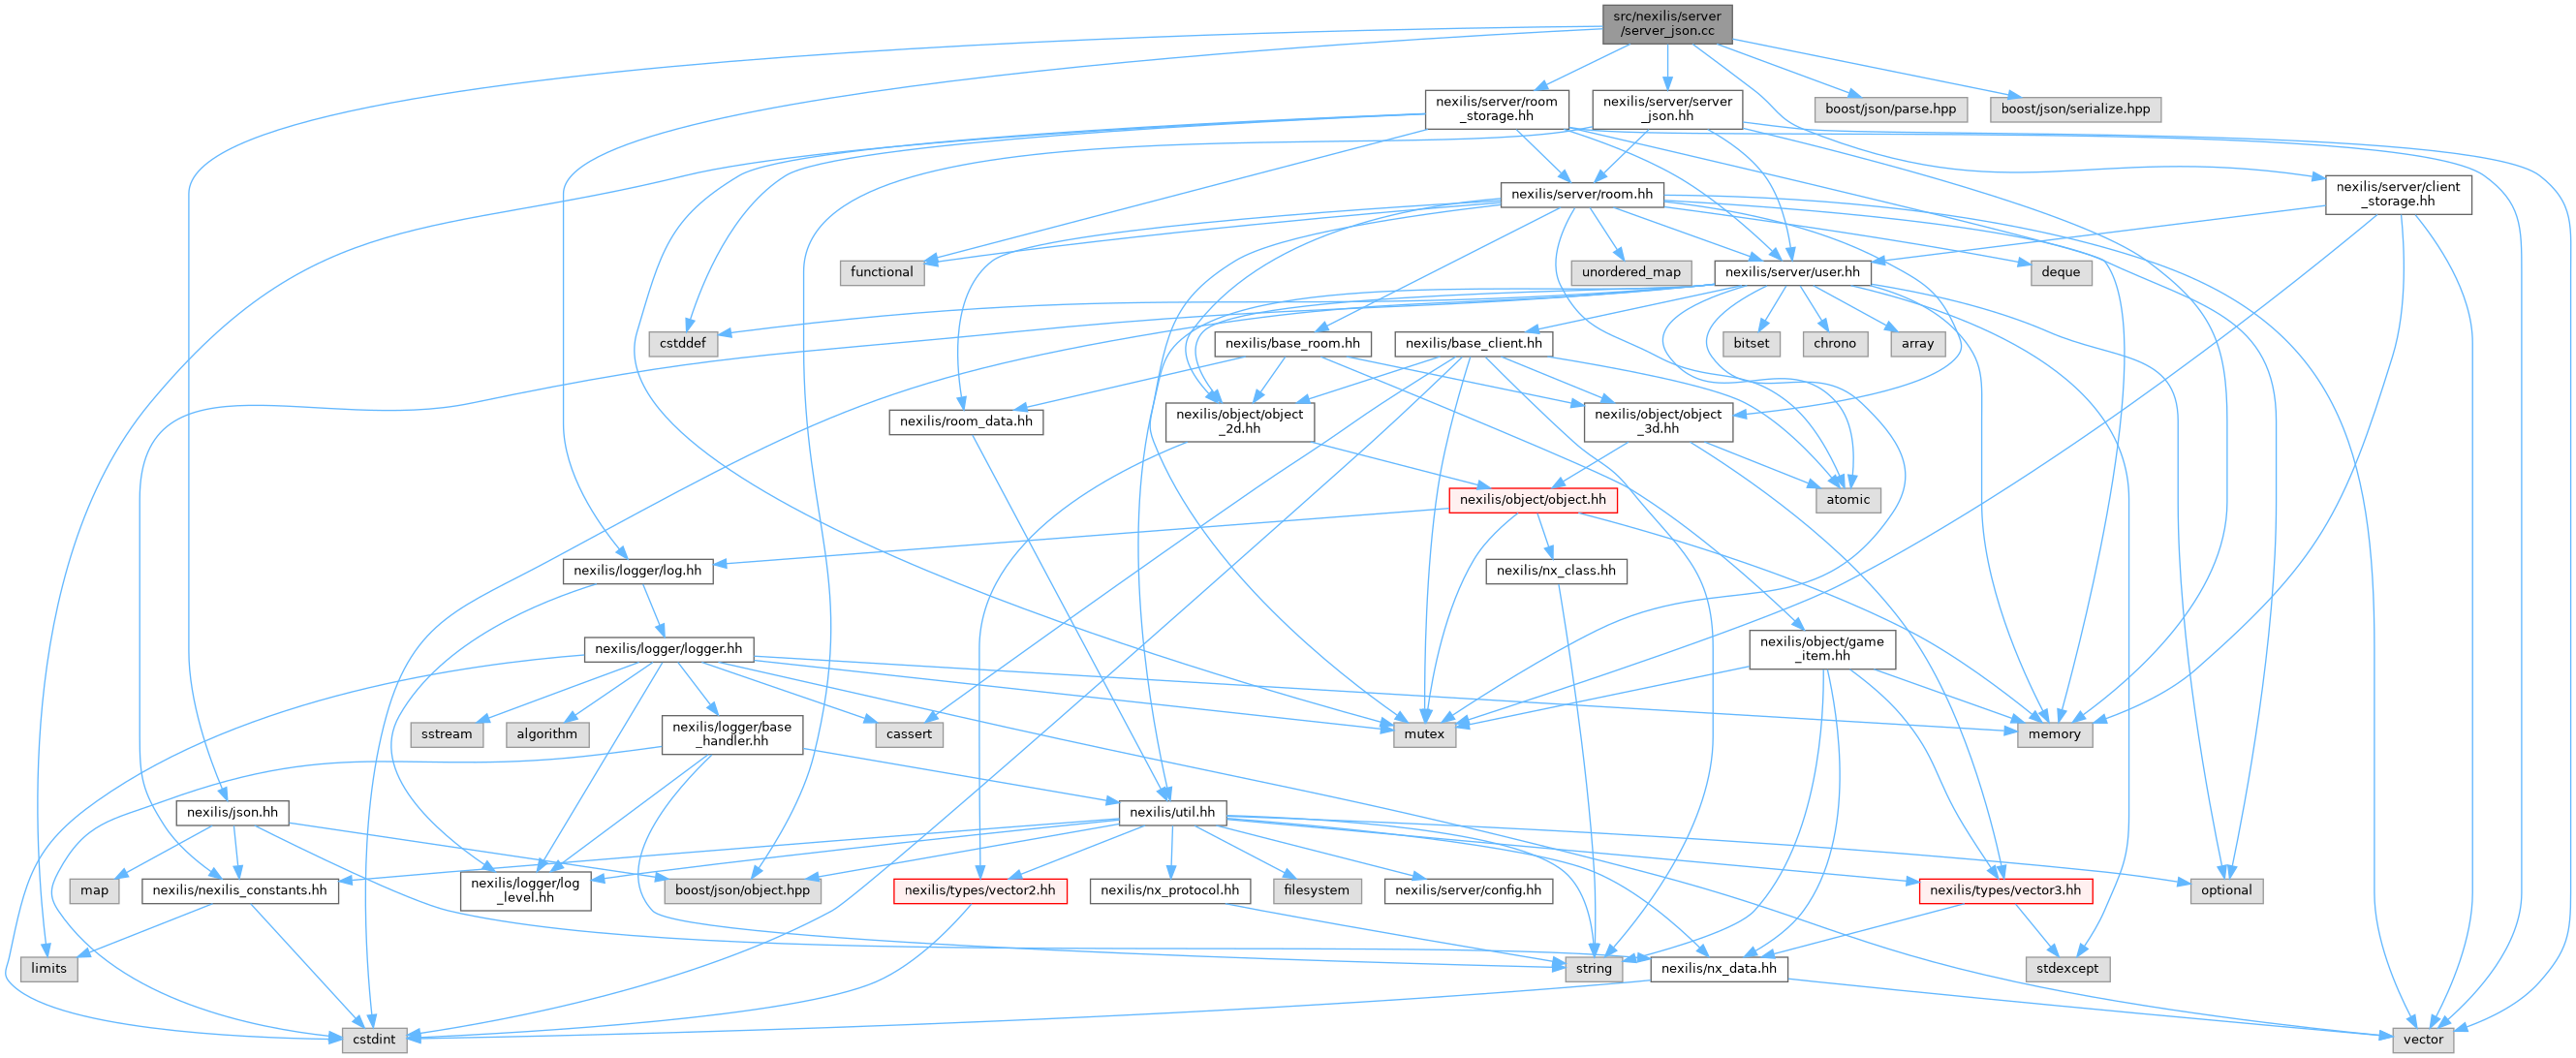 src/nexilis/server
/server_json.cc
nexilis/server/room
_storage.hh
nexilis/server/server
_json.hh
boost/json/parse.hpp
boost/json/serialize.hpp
nexilis/server/room.hh
nexilis/server/client
_storage.hh
functional
unordered_map
nexilis/server/user.hh
deque
cstddef
nexilis/base_room.hh
nexilis/base_client.hh
bitset
chrono
array
nexilis/room_data.hh
nexilis/object/object
_2d.hh
nexilis/object/object
_3d.hh
nexilis/object/object.hh
atomic
nexilis/logger/log.hh
nexilis/nx_class.hh
nexilis/logger/logger.hh
nexilis/object/game
_item.hh
sstream
algorithm
nexilis/logger/base
_handler.hh
cassert
mutex
memory
nexilis/json.hh
nexilis/util.hh
map
nexilis/nexilis_constants.hh
nexilis/logger/log
_level.hh
boost/json/object.hpp
nexilis/types/vector2.hh
nexilis/nx_protocol.hh
filesystem
nexilis/server/config.hh
nexilis/types/vector3.hh
optional
limits
string
nexilis/nx_data.hh
stdexcept
cstdint
vector